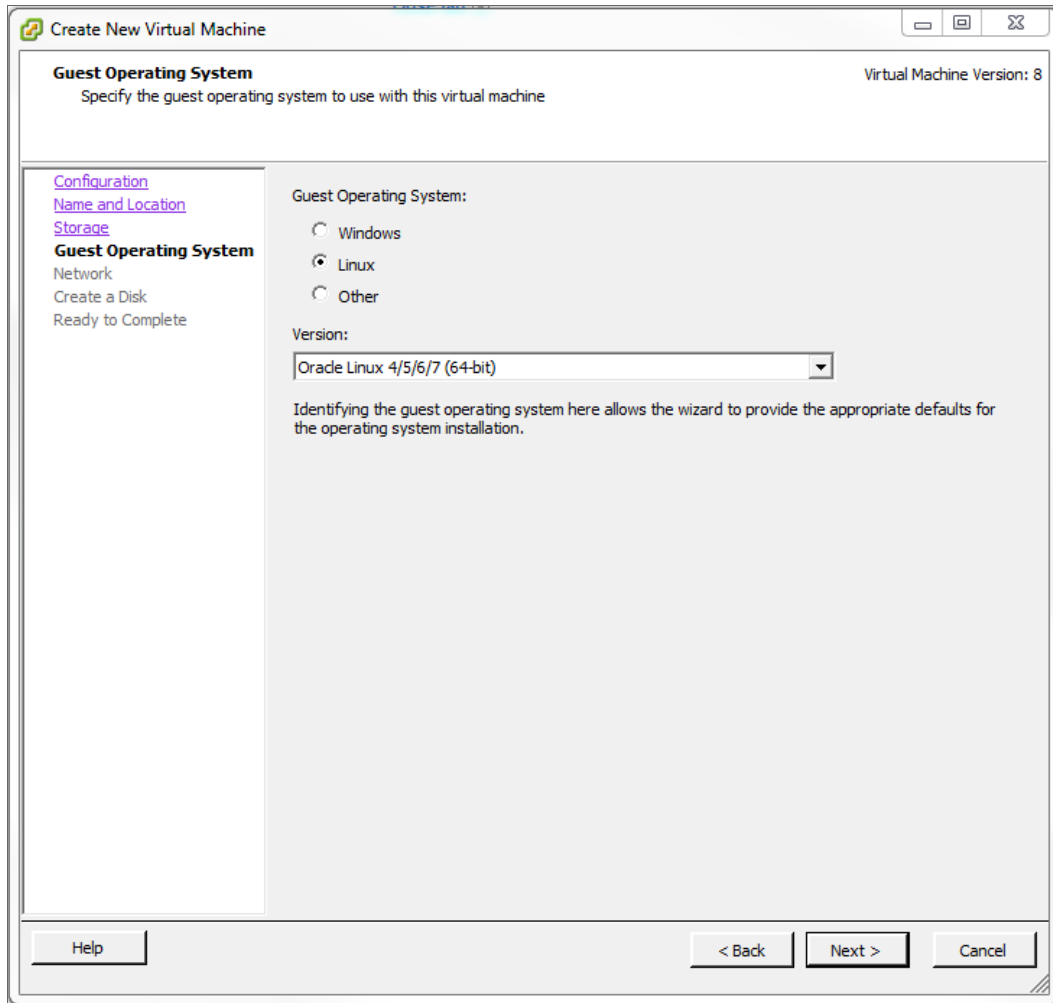 Create New Virtual Machine
Guest Operating System
Virtual Machine Version: 8
Specify the guest operating system to use with this virtual machine
Configuration
Name and Location
Storage
Guest Operating System
Network
Create a Disk
Ready to Complete
Guest Operating System:
Windows
Linux
Other
Version:
Oracle Linux 4/5/6/7 (64-bit)
Identifying the guest operating system here allows the wizard to provide the appropriate defaults for
the operating system installation.
Help
< Back
Next >
Cancel